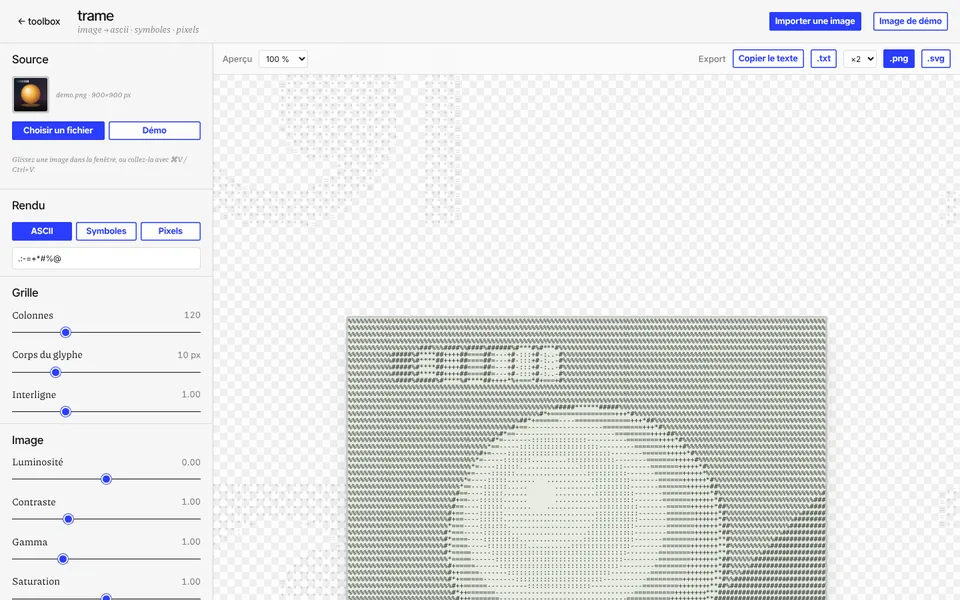 ← toolbox
trame
image→ascii · symboles · pixels
Importer une image
Image de démo
Source
demo.png · 900×900 px
Choisir un fichier
Démo
Glissez une image dans la fenêtre, ou collez-la avec ⌘V /
Ctrl+V.
Rendu
ASCII
Symboles
Pixels
.:-=+*#%@
Grille
Colonnes
120
Corps du glyphe
10 px
Interligne
1.00
Image
Luminosité
0.00
Contraste
1.00
Gamma
1.00
Saturation
1.00
Aperçu
100 %
Export
Copier le texte
.txt
×2
.png
.svg